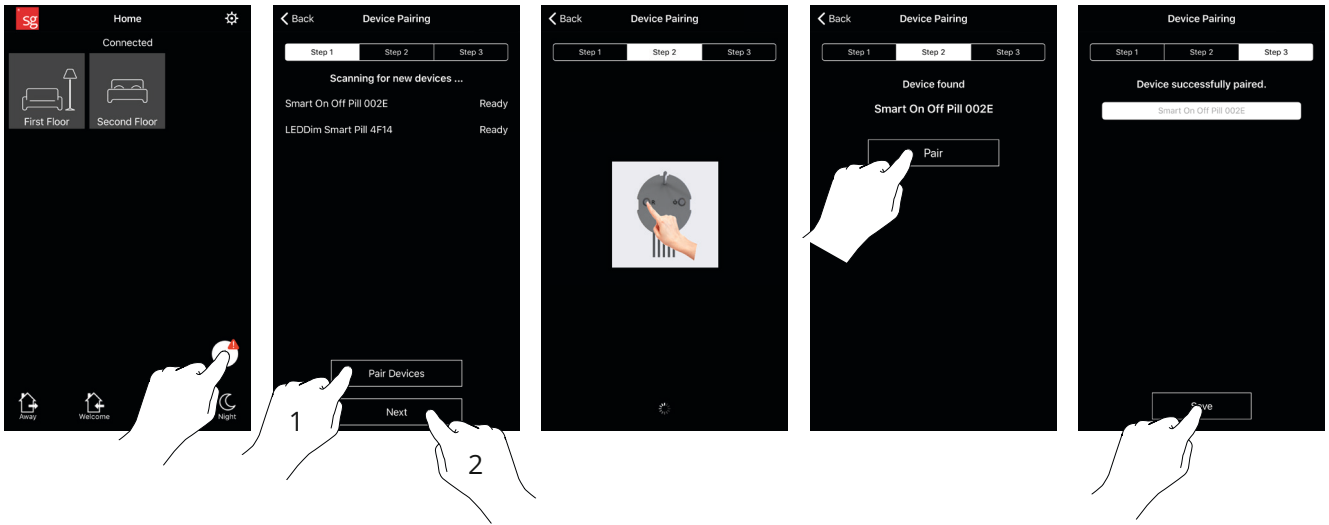 sg
Home
Connected
First Floor
Second Floor
Away
Welcome
Night
Back
Device Pairing
Step 1
Step 2
Step 3
Scanning for new devices ...
Smart On Off Pill 002E
Ready
LEDDim Smart Pill 4F14
Ready
Pair Devices
Next
1
2
Back
Device Pairing
Step 1
Step 2
Step 3
Back
Device Pairing
Step 1
Step 2
Step 3
Device found
Smart On Off Pill 002E
Pair
Device Pairing
Step 1
Step 2
Step 3
Device successfully paired.
Smart On Off Pill 002E
Save